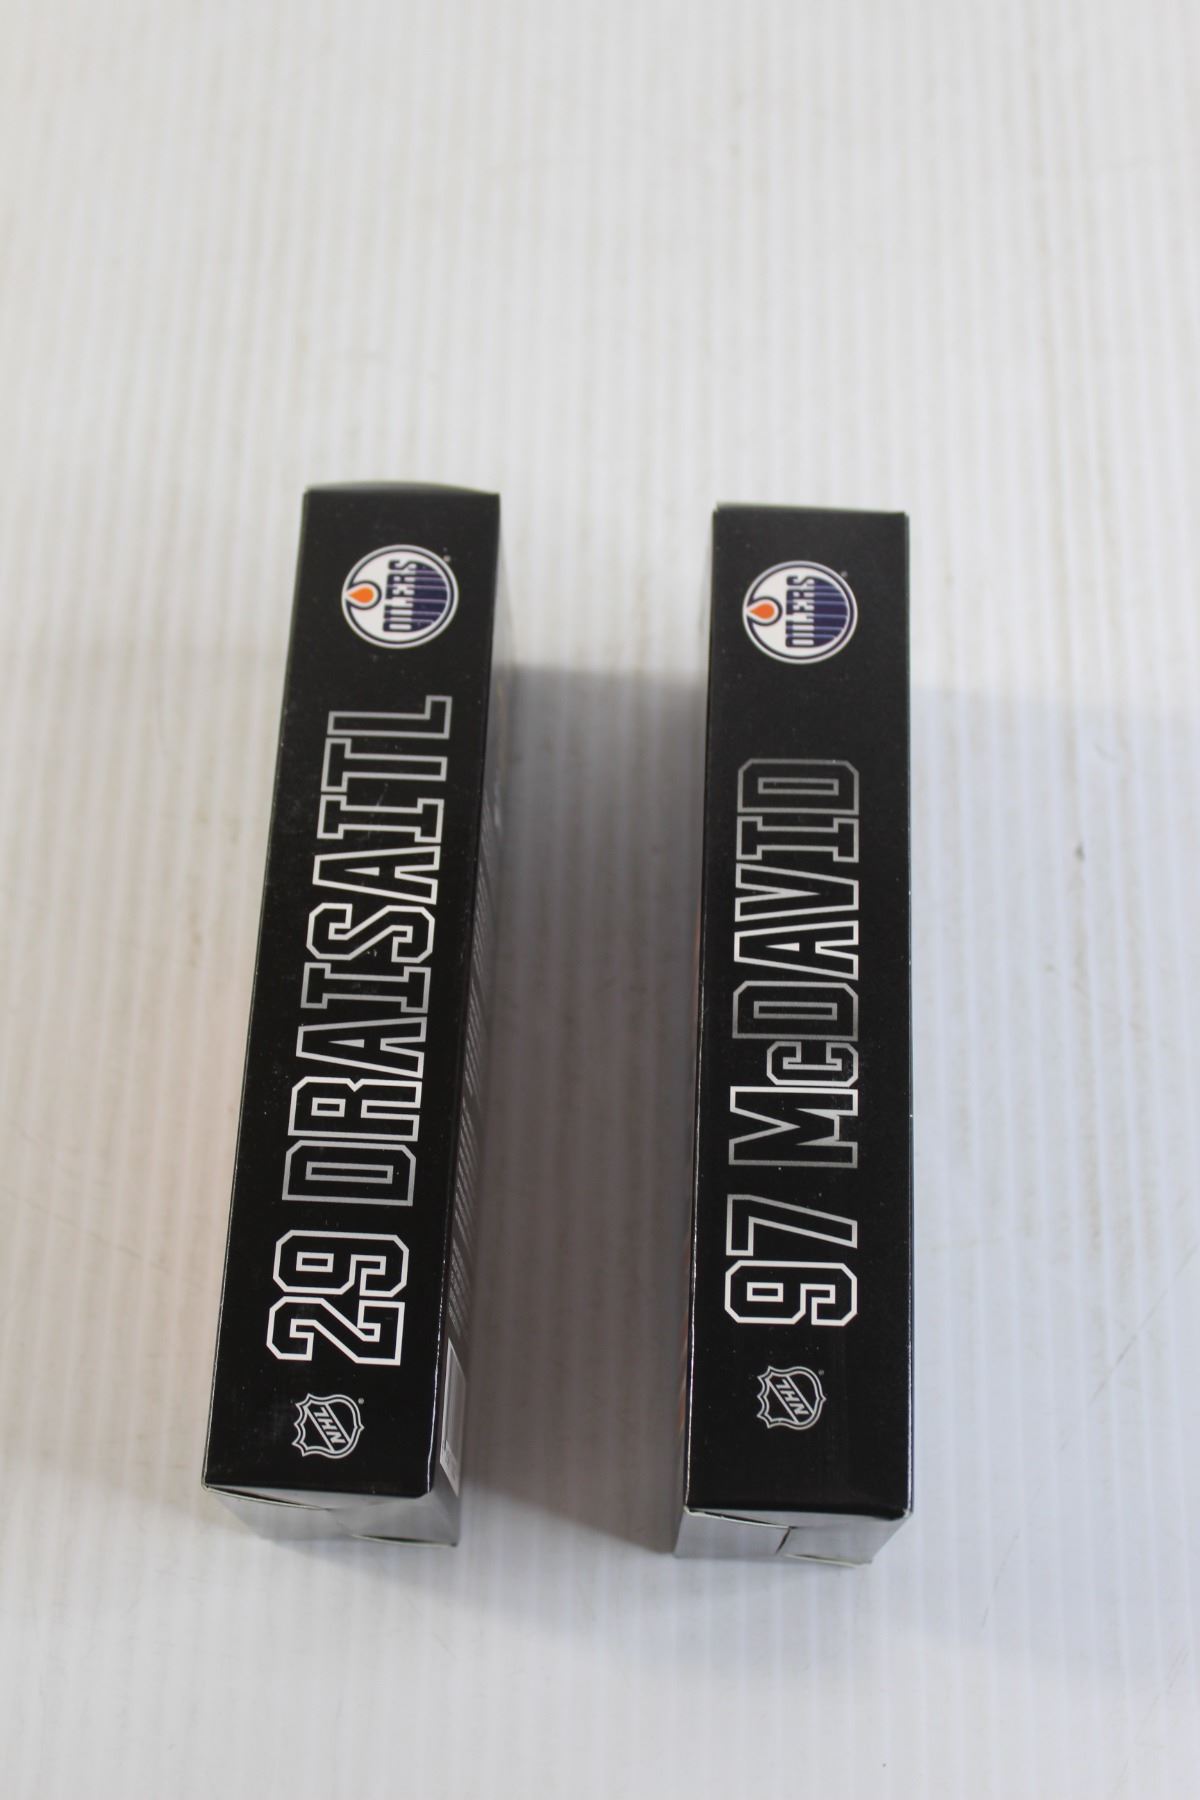 NHL
29 DRAISAITL
OILERS
NHL
97 McDAVID
OILERS